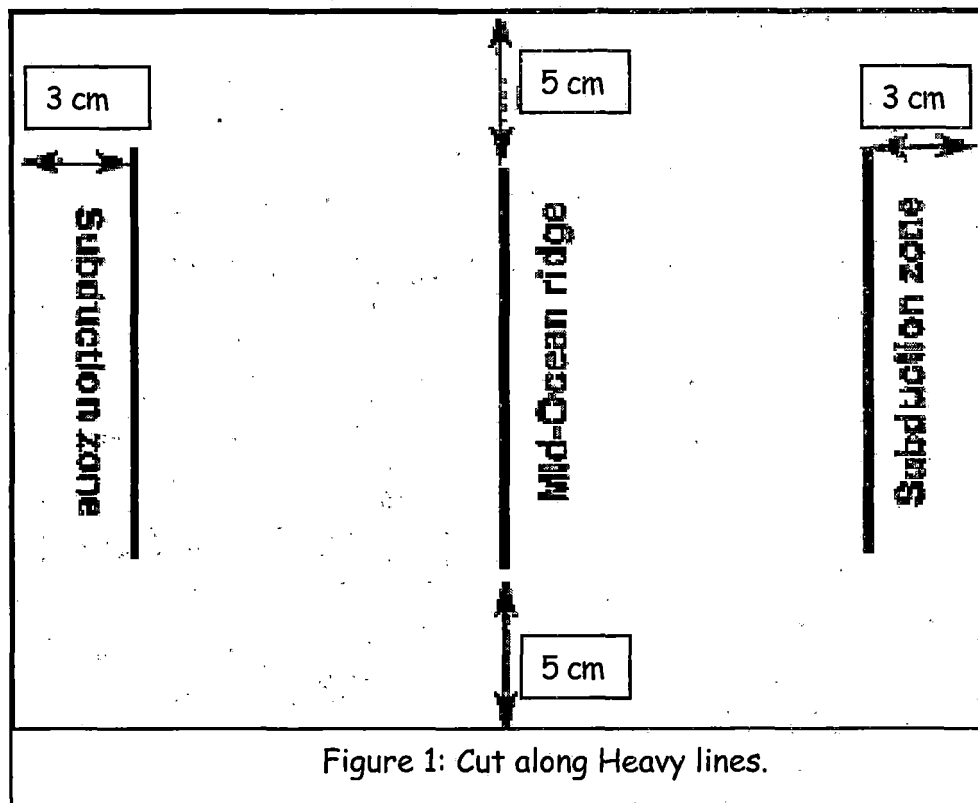 5 cm
3 cm
3 cm
Subduction zone
Mid-Ocean ridge
Subduction zone
5 cm
Figure 1: Cut along Heavy lines.